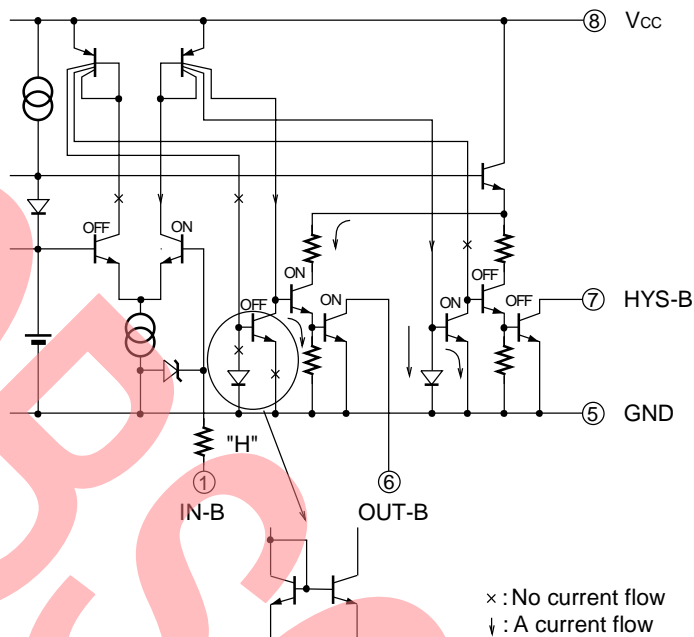 ⑧ Vcc
OFF ON
ON
OFF ON
OFF
ON OFF
⑦ HYS-B
⑤ GND
"H"
① ⑥
IN-B OUT-B
× : No current flow
↓ : A current flow